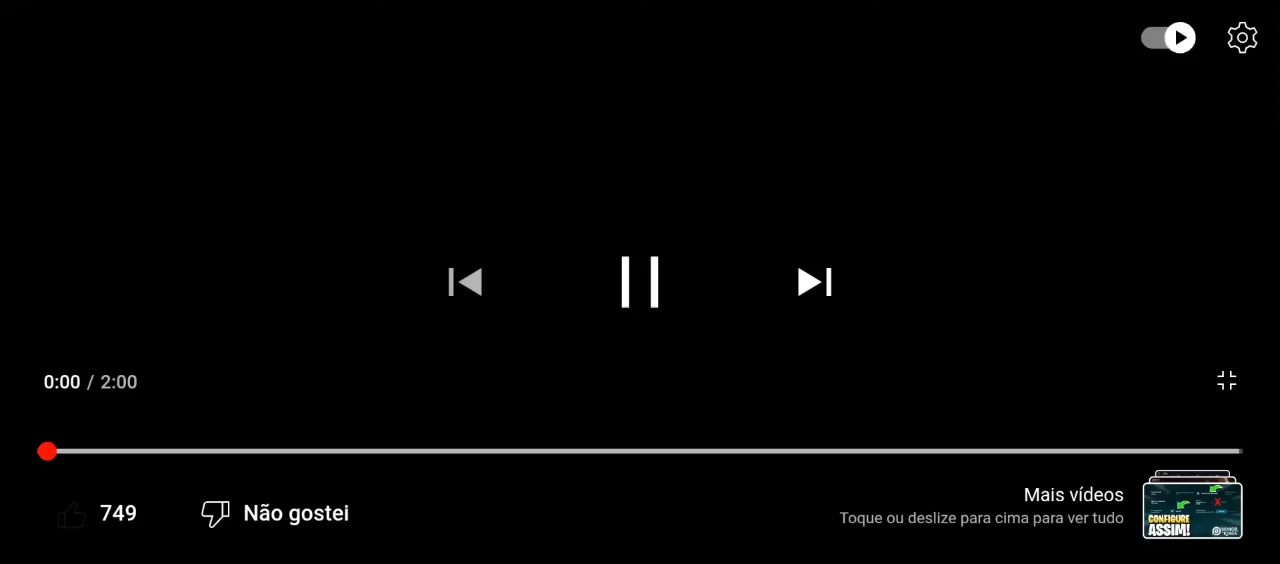 0:00 / 2:00
749
Não gostei
Mais vídeos
Toque ou deslize para cima para ver tudo
CONFIGURE
ASSIM!
HONOR